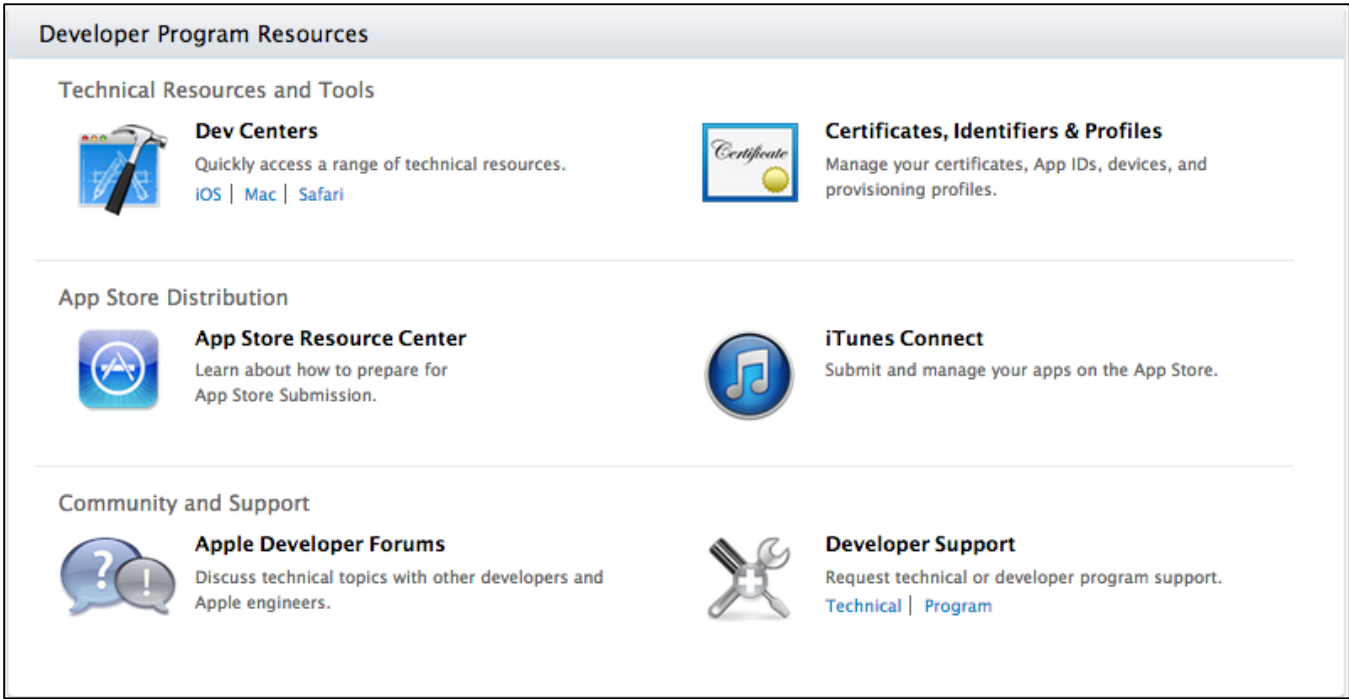 Developer Program Resources
Technical Resources and Tools
Dev Centers
Quickly access a range of technical resources.
iOS | Mac | Safari
Certificate
Certificates, Identifiers & Profiles
Manage your certificates, App IDs, devices, and
provisioning profiles.
App Store Distribution
App Store Resource Center
Learn about how to prepare for
App Store Submission.
iTunes Connect
Submit and manage your apps on the App Store.
Community and Support
? !
Apple Developer Forums
Discuss technical topics with other developers and
Apple engineers.
Developer Support
Request technical or developer program support.
Technical | Program